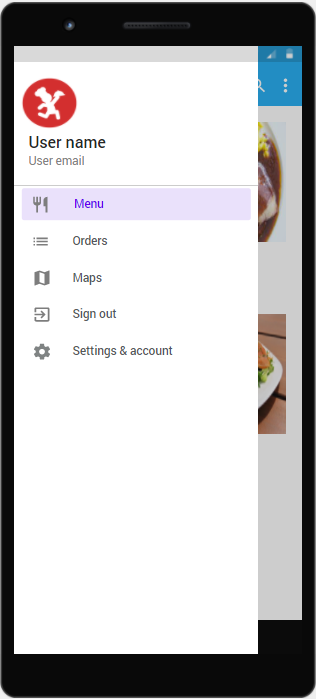 User name
User email
Menu
Orders
Maps
Sign out
Settings & account